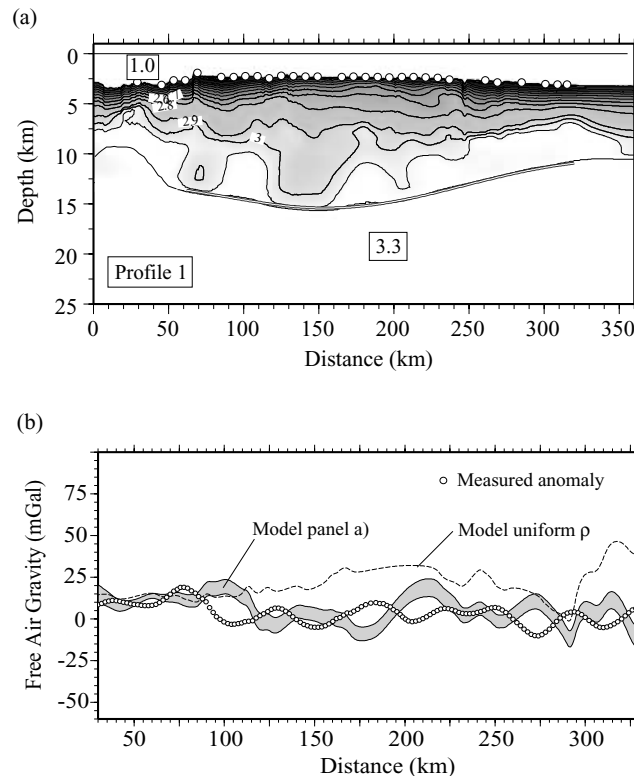 (a)
0
5
10
15
20
25
Depth (km)
1.0
2.8
2.9
3
3.3
Profile 1
0 50 100 150 200 250 300 350
Distance (km)
(b)
75
50
25
0
-25
-50
Free Air Gravity (mGal)
Measured anomaly
Model panel a)
Model uniform ρ
50 100 150 200 250 300
Distance (km)